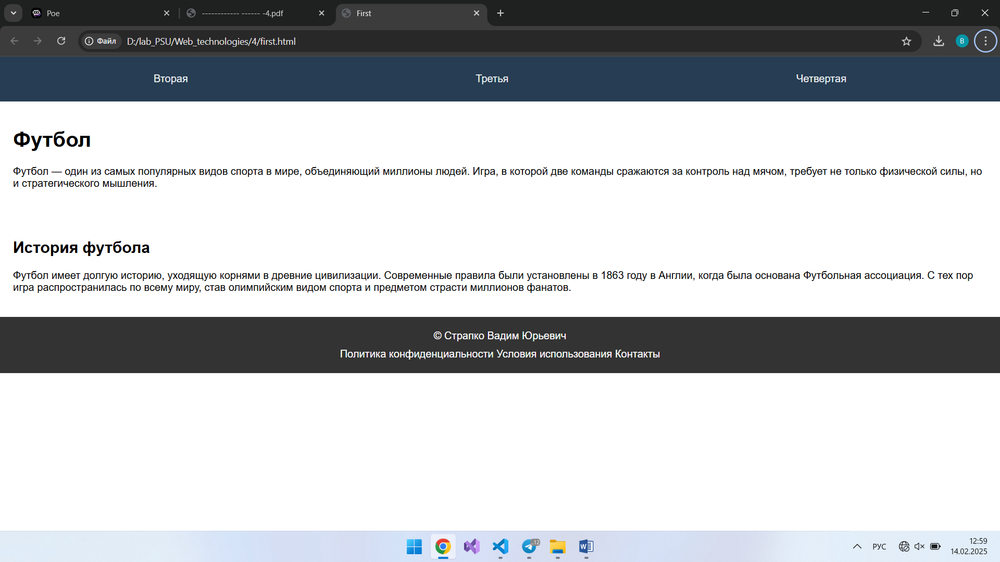 Poe
------------ ------ -4.pdf
First
Файл
D:/lab_PSU/Web_technologies/4/first.html
B
Вторая
Третья
Четвертая
Футбол
Футбол — один из самых популярных видов спорта в мире, объединяющий миллионы людей. Игра, в которой две команды сражаются за контроль над мячом, требует не только физической силы, но
и стратегического мышления.
История футбола
Футбол имеет долгую историю, уходящую корнями в древние цивилизации. Современные правила были установлены в 1863 году в Англии, когда была основана Футбольная ассоциация. С тех пор
игра распространилась по всему миру, став олимпийским видом спорта и предметом страсти миллионов фанатов.
© Страпко Вадим Юрьевич
Политика конфиденциальности Условия использования Контакты
РУС
12:59
14.02.2025